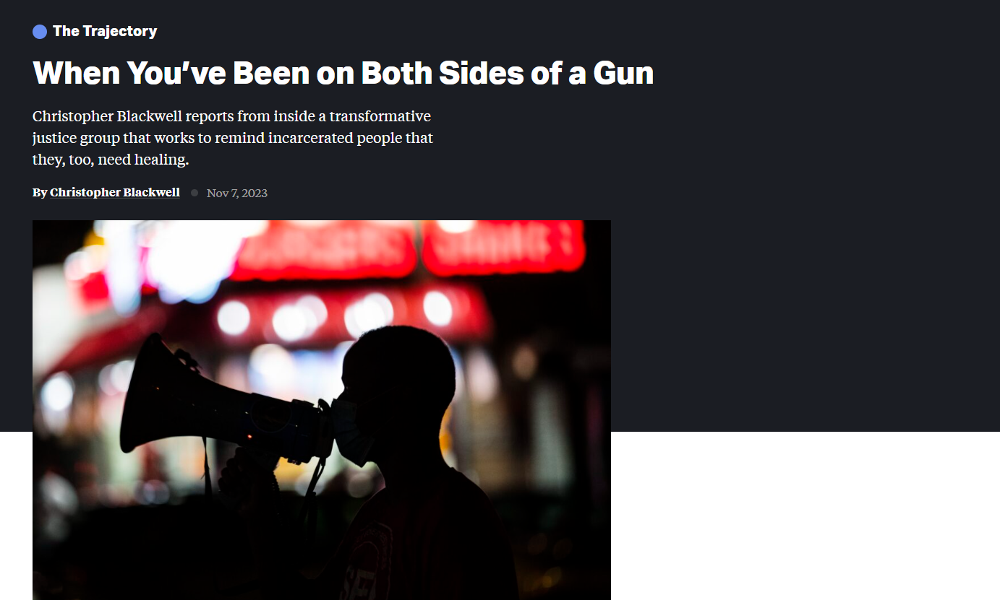 The Trajectory
When You’ve Been on Both Sides of a Gun
Christopher Blackwell reports from inside a transformative
justice group that works to remind incarcerated people that
they, too, need healing.
By Christopher Blackwell Nov 7, 2023